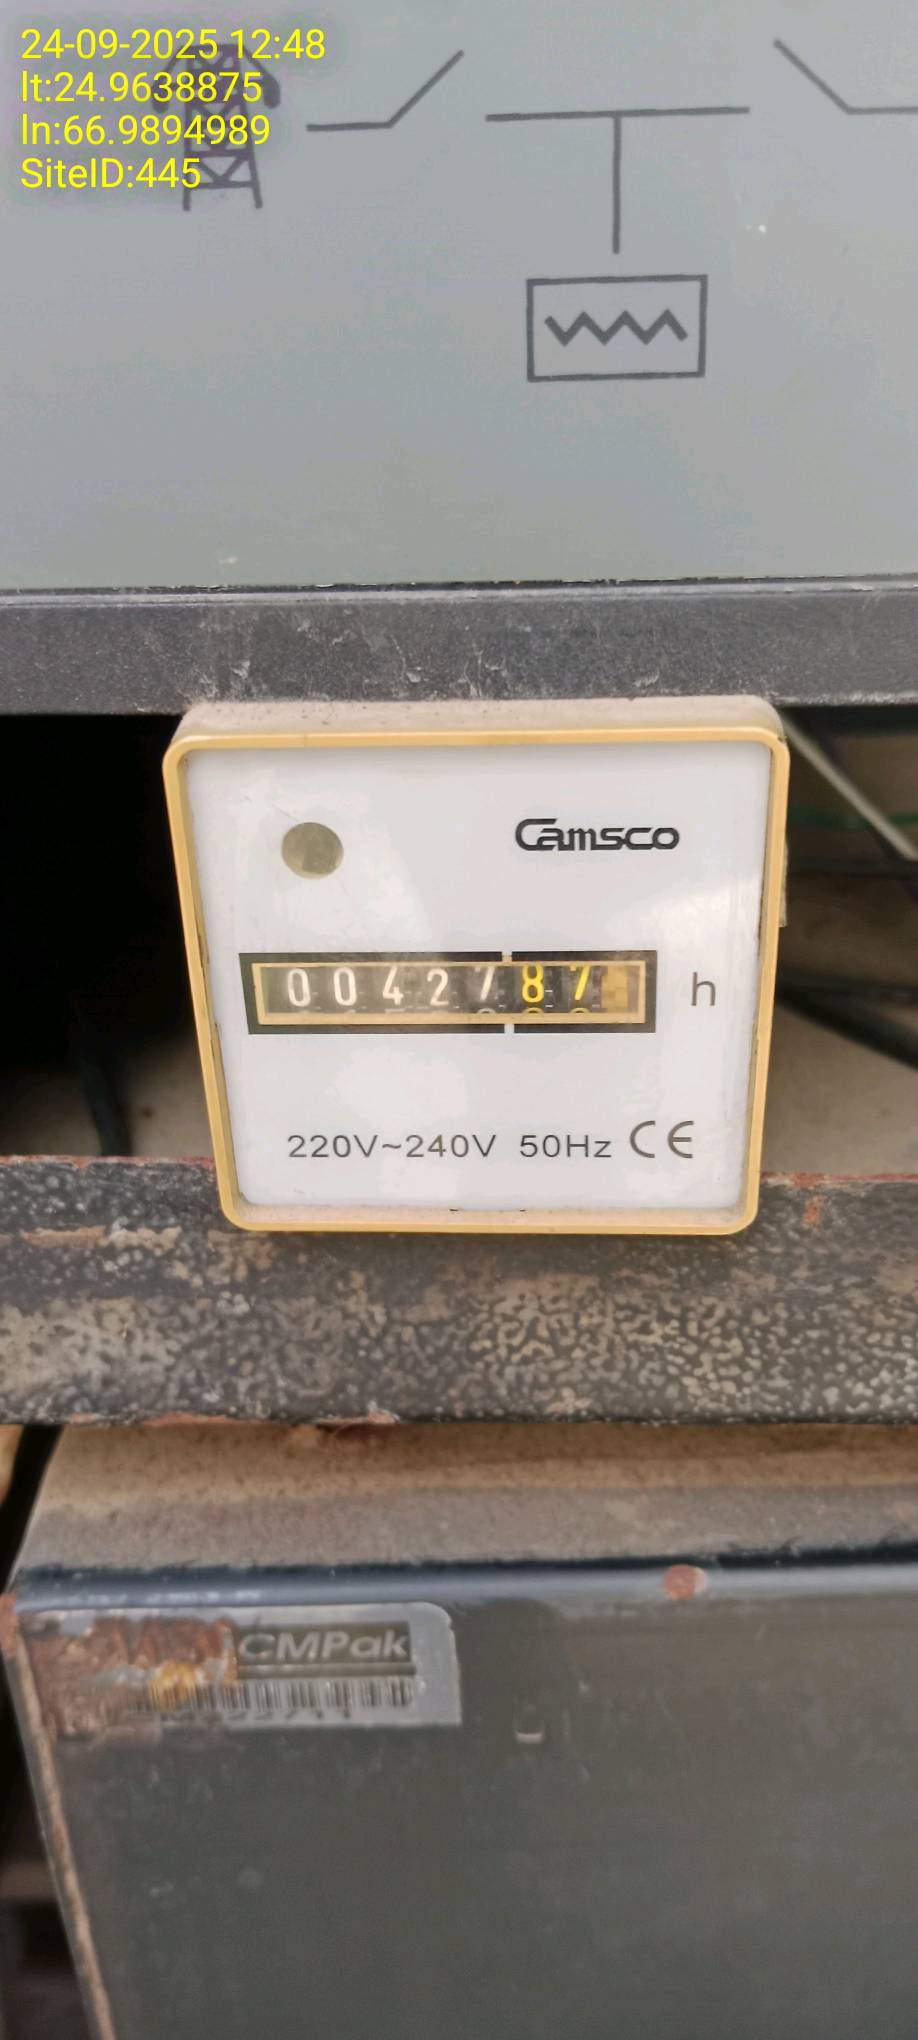 24-09-2025 12:48
lt:24.9638875
ln:66.9894989
SiteID:445
Camsco
0042787
h
220V~240V 50Hz CE
CMPak